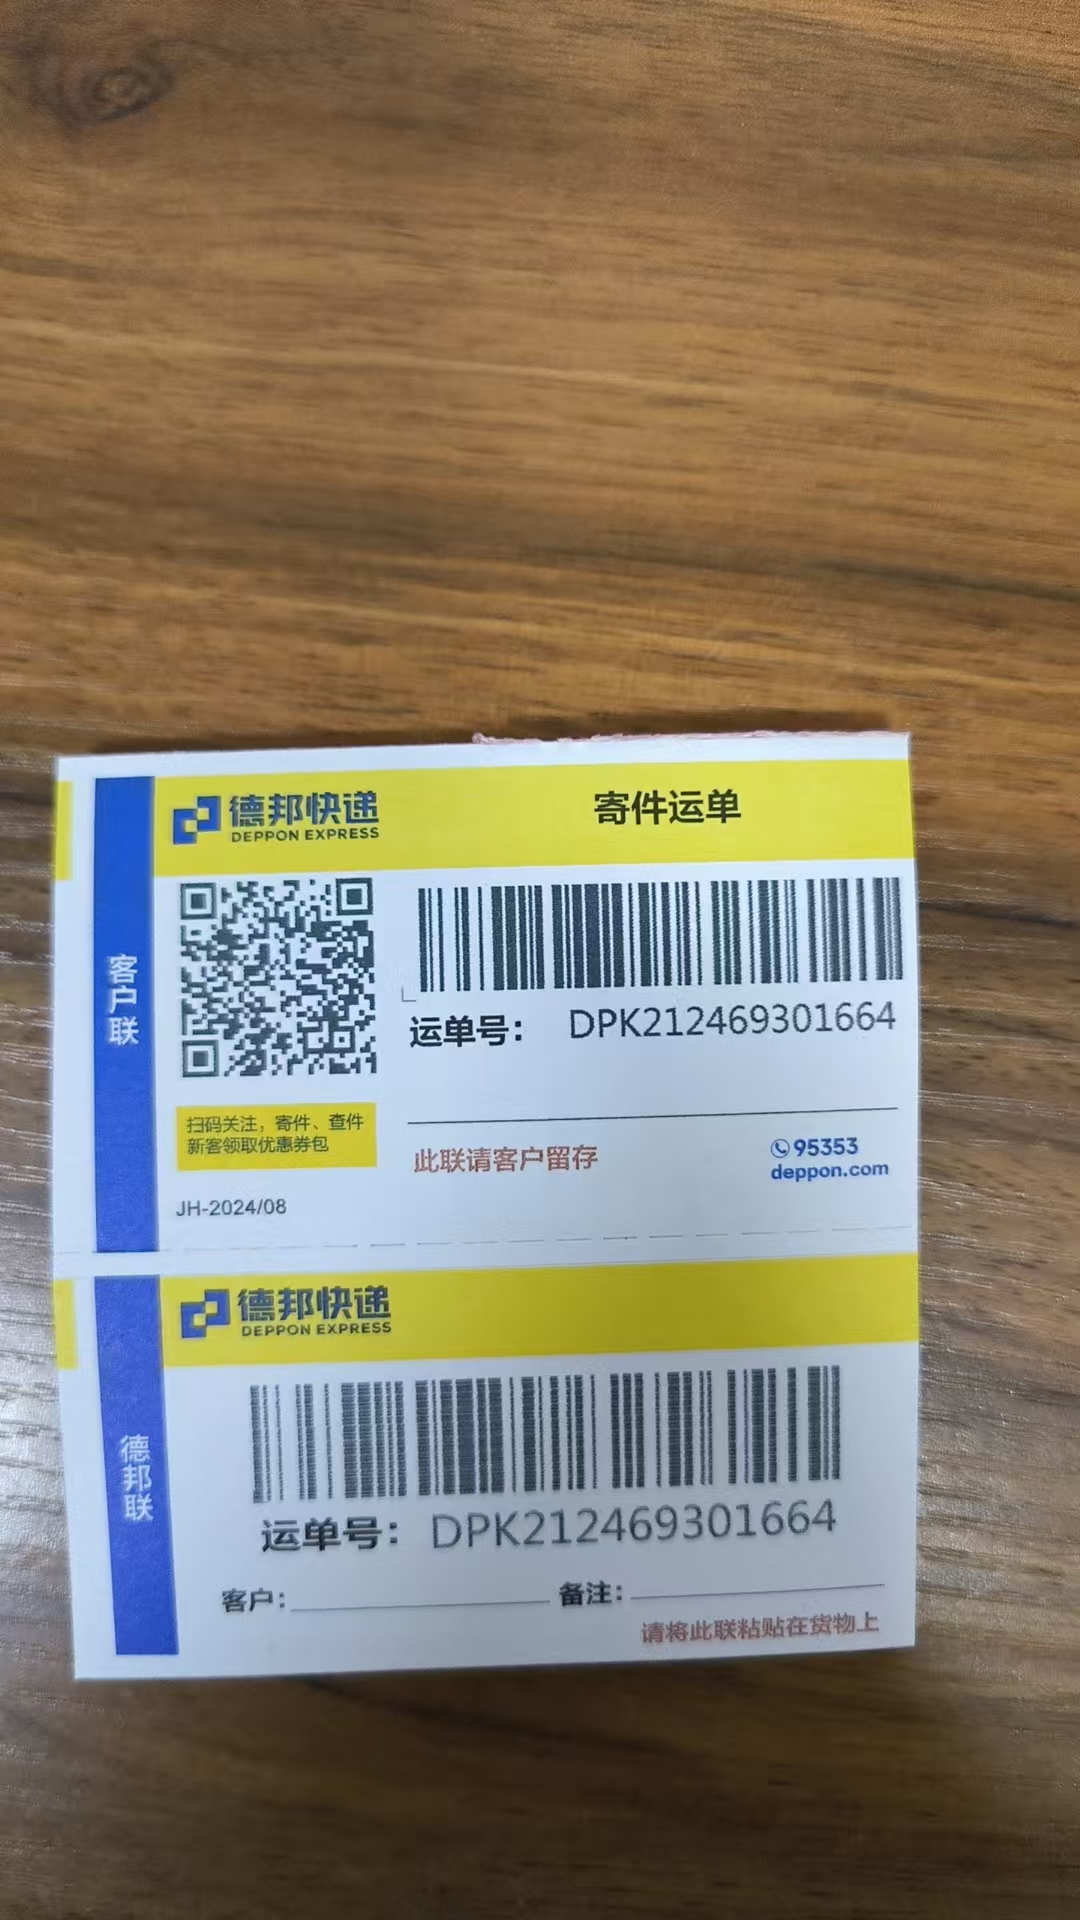 德邦快递
DEPPON EXPRESS
寄件运单
客户联
运单号： DPK212469301664
扫码关注，寄件、查件
新客领取优惠券包
此联请客户留存
95353
deppon.com
JH-2024/08
德邦快递
DEPPON EXPRESS
德邦联
运单号： DPK212469301664
客户： 备注：
请将此联粘贴在货物上